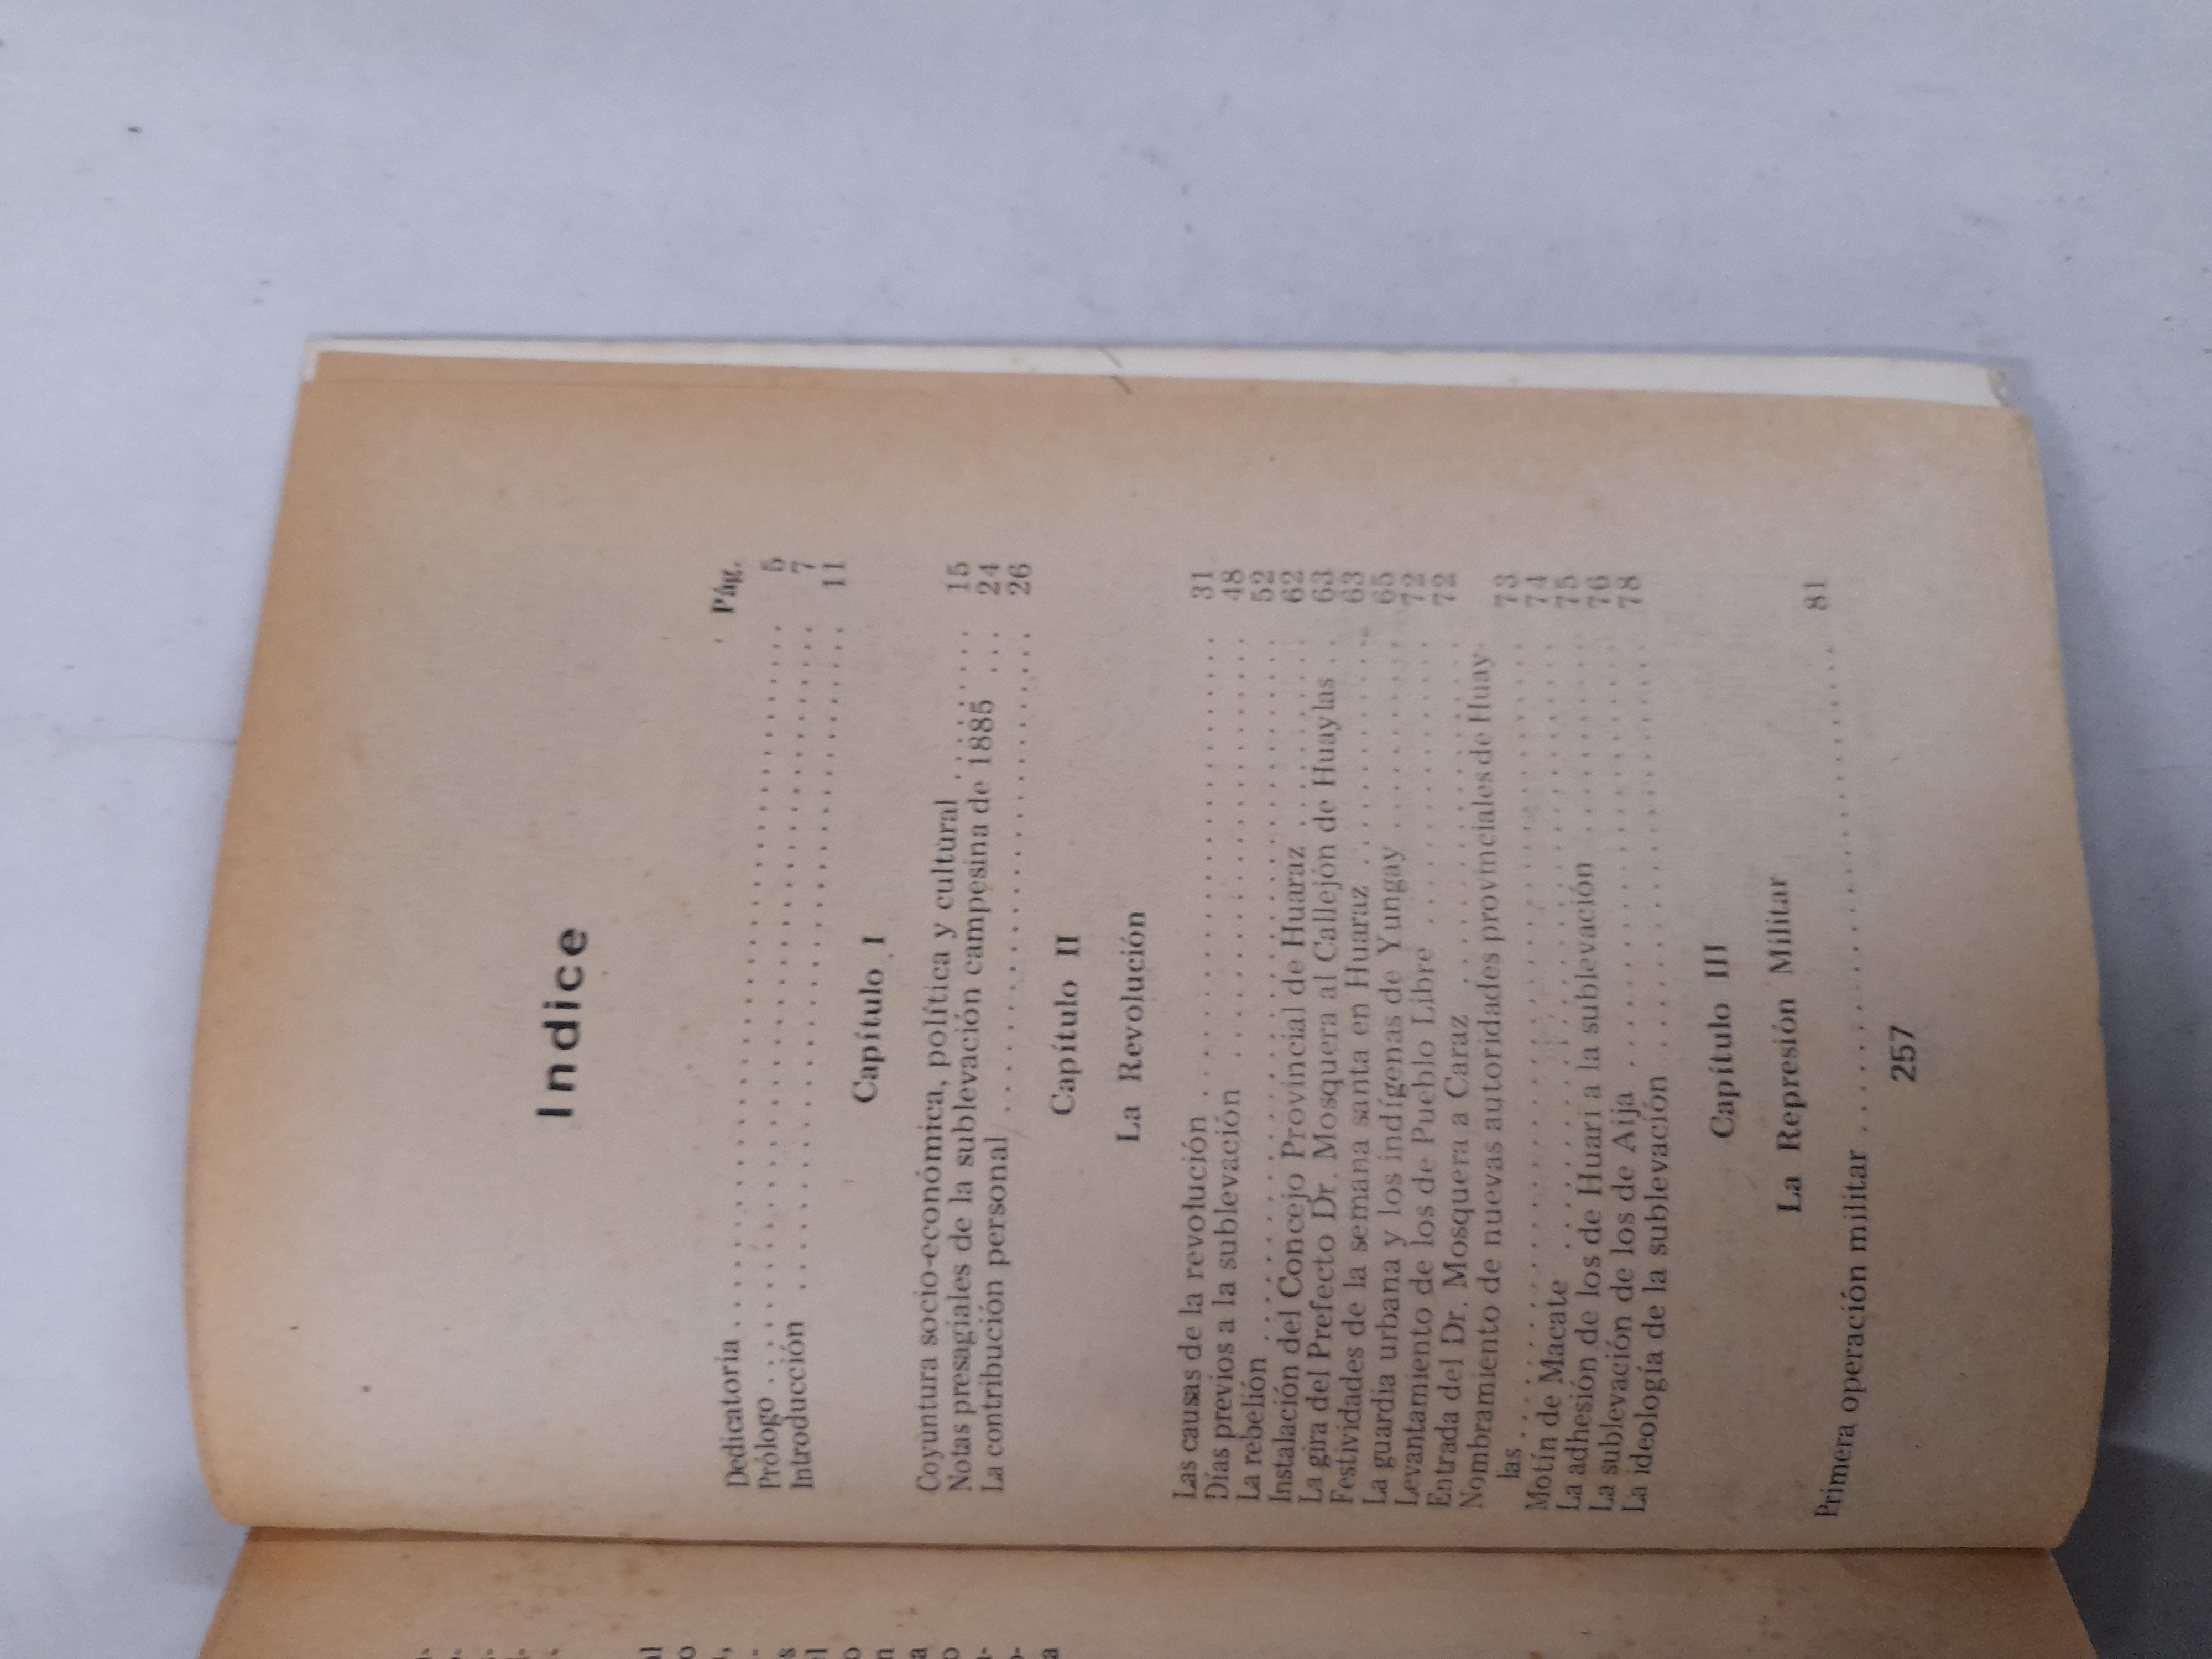 Indice
Pág.
Dedicatoria . . . . . . . . . . . . . . . . . . . . . . . . . . . . . . . . . . . . 5
Prólogo . . . . . . . . . . . . . . . . . . . . . . . . . . . . . . . . . . . . . . . 7
Introducción . . . . . . . . . . . . . . . . . . . . . . . . . . . . . . . . . . 11
Capítulo I
Coyuntura socio-económica, política y cultural . . . . . . . 15
Notas presagiales de la sublevación campesina de 1885 . . . 24
La contribución personal . . . . . . . . . . . . . . . . . . . . . . . . 26
Capítulo II
La Revolución
Las causas de la revolución . . . . . . . . . . . . . . . . . . . . . . 31
Días previos a la sublevación . . . . . . . . . . . . . . . . . . . . . 48
La rebelión . . . . . . . . . . . . . . . . . . . . . . . . . . . . . . . . . . . 52
Instalación del Concejo Provincial de Huaraz . . . . . . . . . 62
La gira del Prefecto Dr. Mosquera al Callejón de Huaylas . . 63
Festividades de la semana santa en Huaraz . . . . . . . . . . . 63
La guardia urbana y los indígenas de Yungay . . . . . . . . . . 65
Levantamiento de los de Pueblo Libre . . . . . . . . . . . . . . 72
Entrada del Dr. Mosquera a Caraz . . . . . . . . . . . . . . . . . 72
Nombramiento de nuevas autoridades provinciales de Huay-
las . . . . . . . . . . . . . . . . . . . . . . . . . . . . . . . . . . . . . . . . . 73
Motín de Macate . . . . . . . . . . . . . . . . . . . . . . . . . . . . . . 74
La adhesión de los de Huari a la sublevación . . . . . . . . . . 75
La sublevación de los de Aija . . . . . . . . . . . . . . . . . . . . . 76
La ideología de la sublevación . . . . . . . . . . . . . . . . . . . . 78
Capítulo III
La Represión Militar
Primera operación militar . . . . . . . . . . . . . . . . . . . . . . . . 81
257